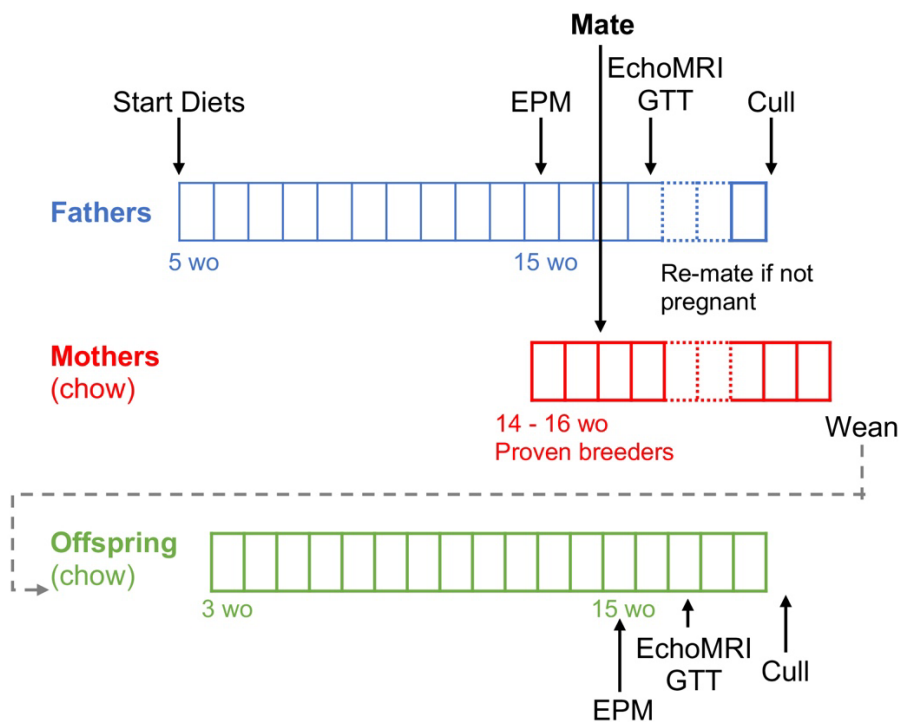 Mate
Start Diets
EPM
EchoMRI
GTT
Cull
Fathers
5 wo
15 wo
Re-mate if not
pregnant
Mothers
(chow)
14 - 16 wo
Proven breeders
Wean
Offspring
(chow)
3 wo
15 wo
EchoMRI
GTT
Cull
EPM